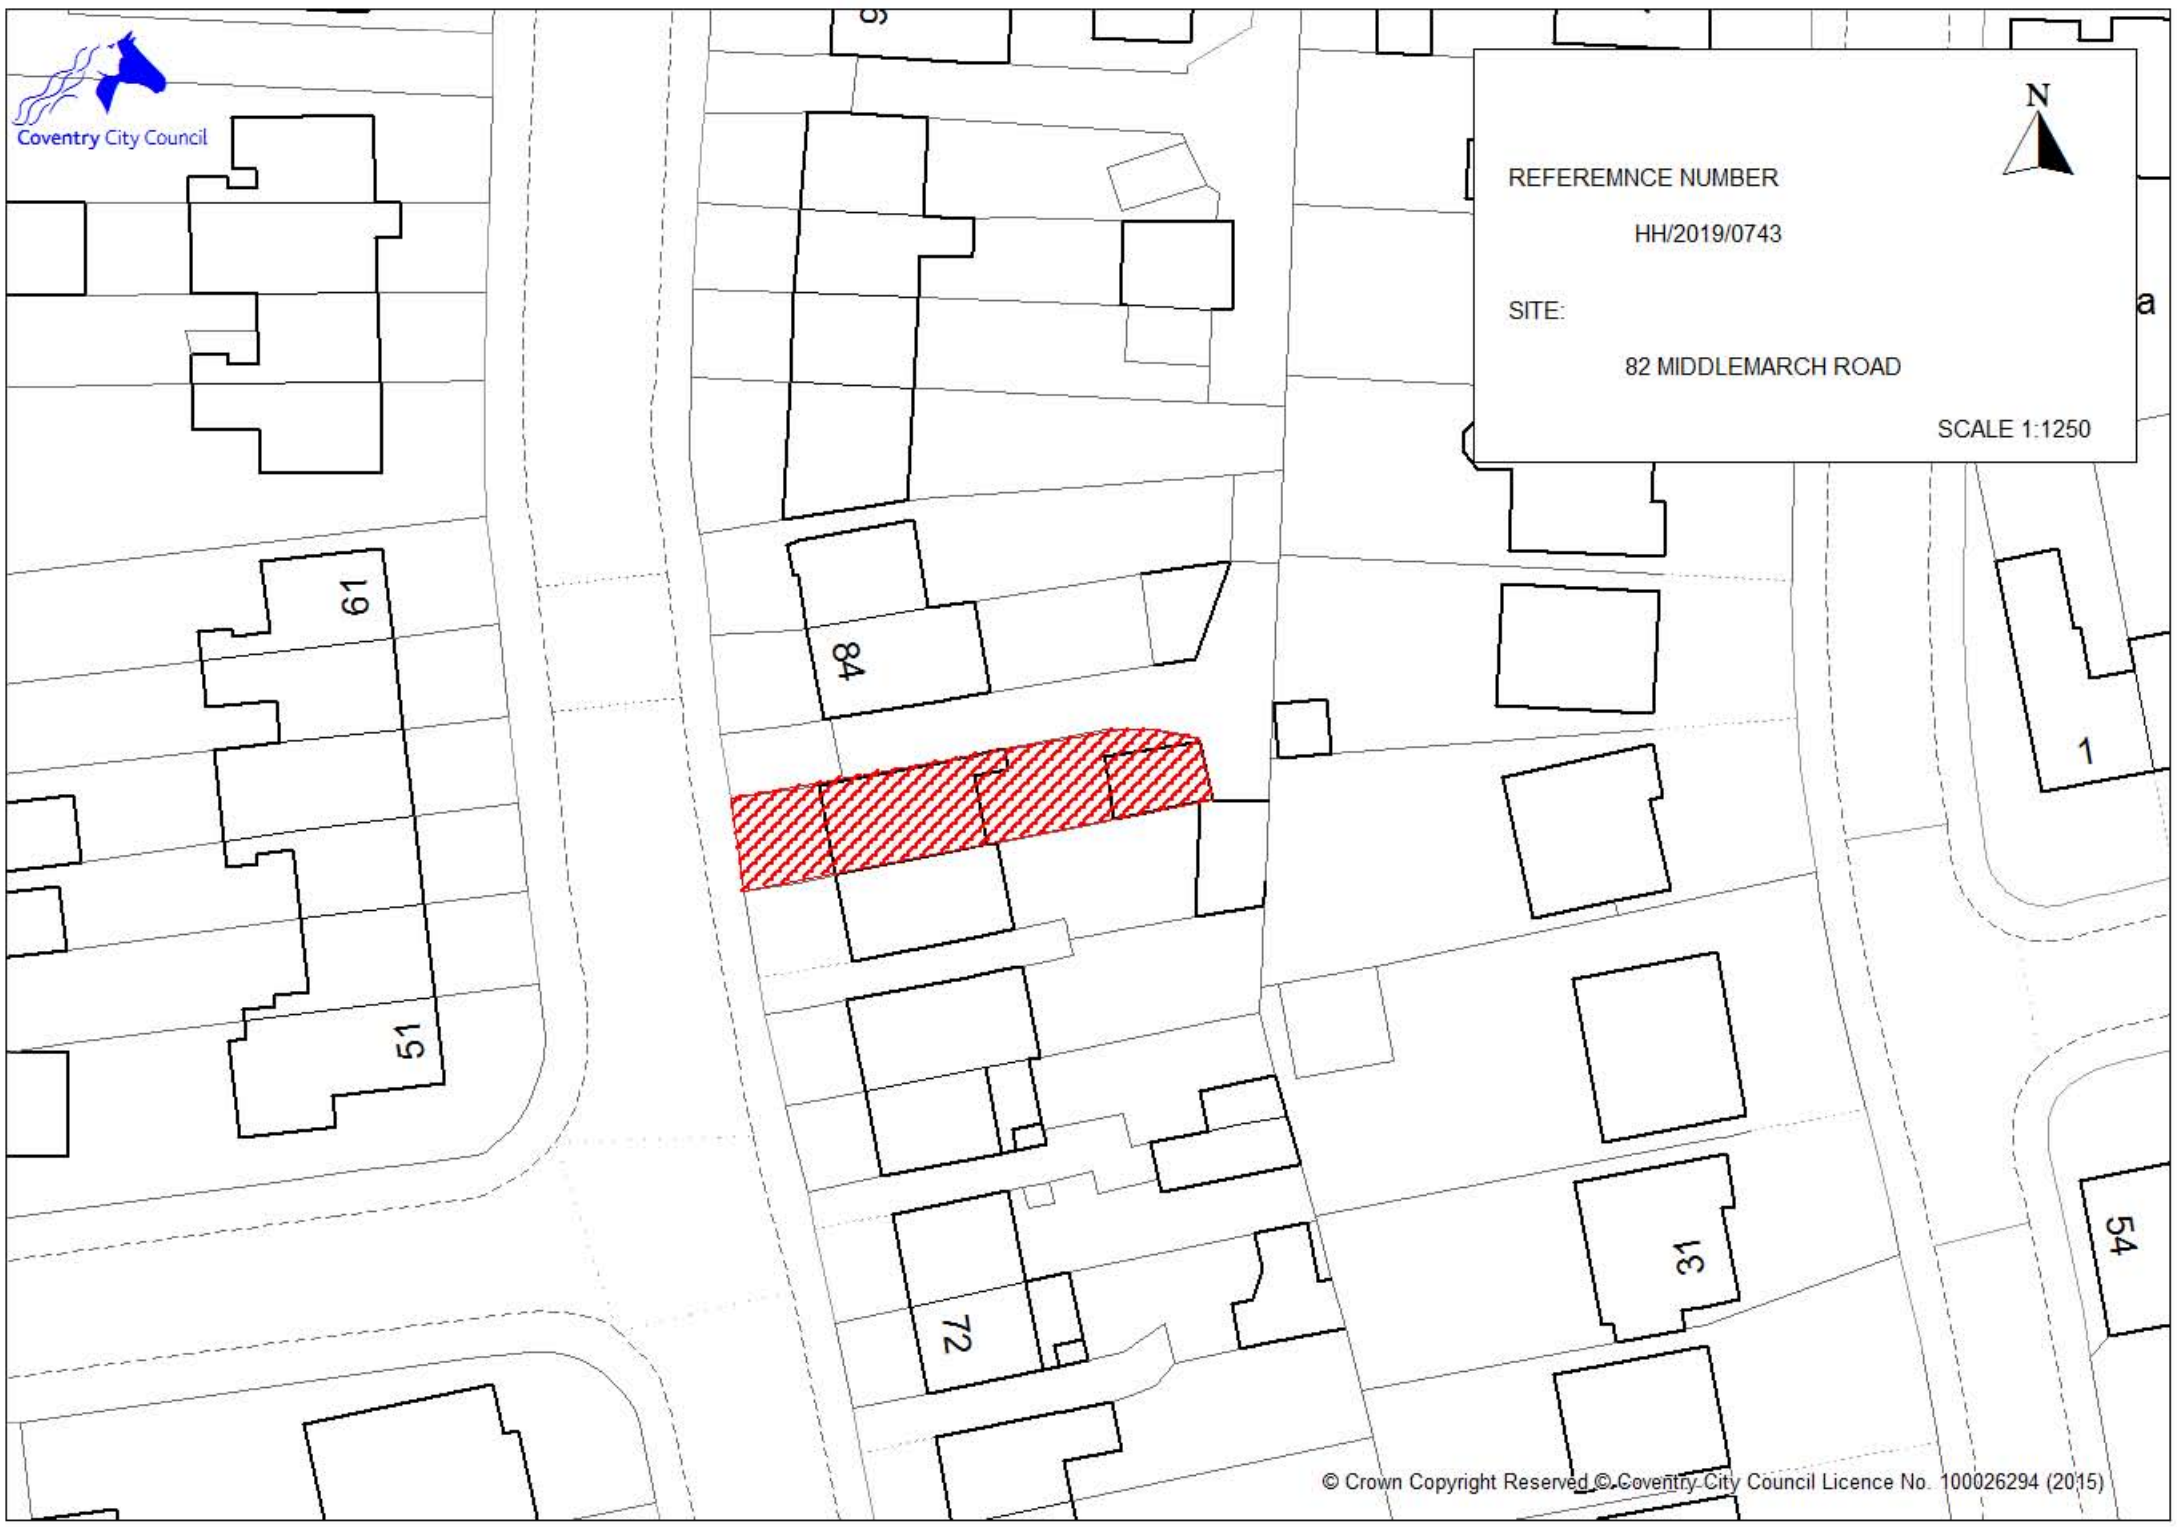 Coventry City Council
N
REFEREMNCE NUMBER
HH/2019/0743
SITE:
82 MIDDLEMARCH ROAD
SCALE 1:1250
a
61
84
1
51
31
54
72
© Crown Copyright Reserved © Coventry City Council Licence No. 100026294 (2015)